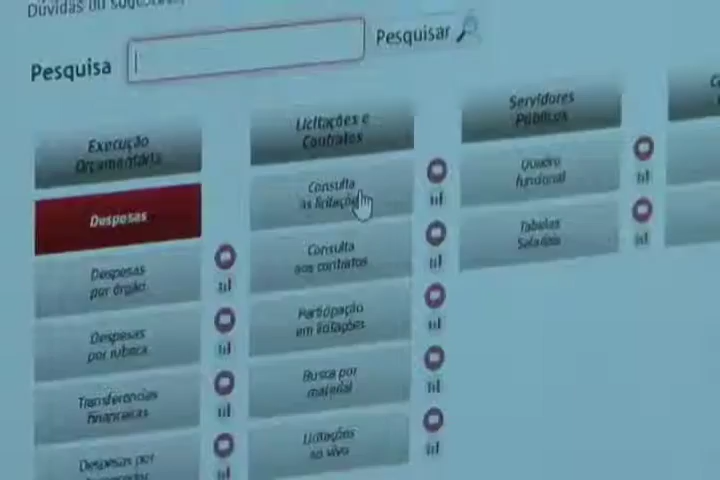 Dúvidas ou sugestões
Pesquisa
Pesquisar
Execução
Orçamentária
Despesas
Despesas
por órgão
Despesas
por rubrica
Transferências
financeiras
Despesas por
Licitações e
Contratos
Consulta
às licitações
Consulta
aos contratos
Participação
em licitações
Busca por
material
Licitações
ao vivo
Servidores
Públicos
Quadro
funcional
Tabelas
Salariais